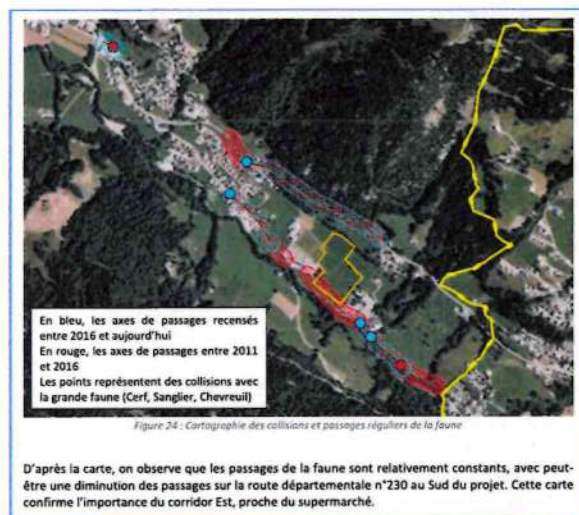 En bleu, les axes de passages recensés
entre 2016 et aujourd'hui
En rouge, les axes de passages entre 2011
et 2016
Les points représentent des collisions avec
la grande faune (Cerf, Sanglier, Chevreuil)
Figure 24 : Cartographie des collisions et passages réguliers de la faune
D'après la carte, on observe que les passages de la faune sont relativement constants, avec peut-
être une diminution des passages sur la route départementale n°230 au Sud du projet. Cette carte
confirme l'importance du corridor Est, proche du supermarché.